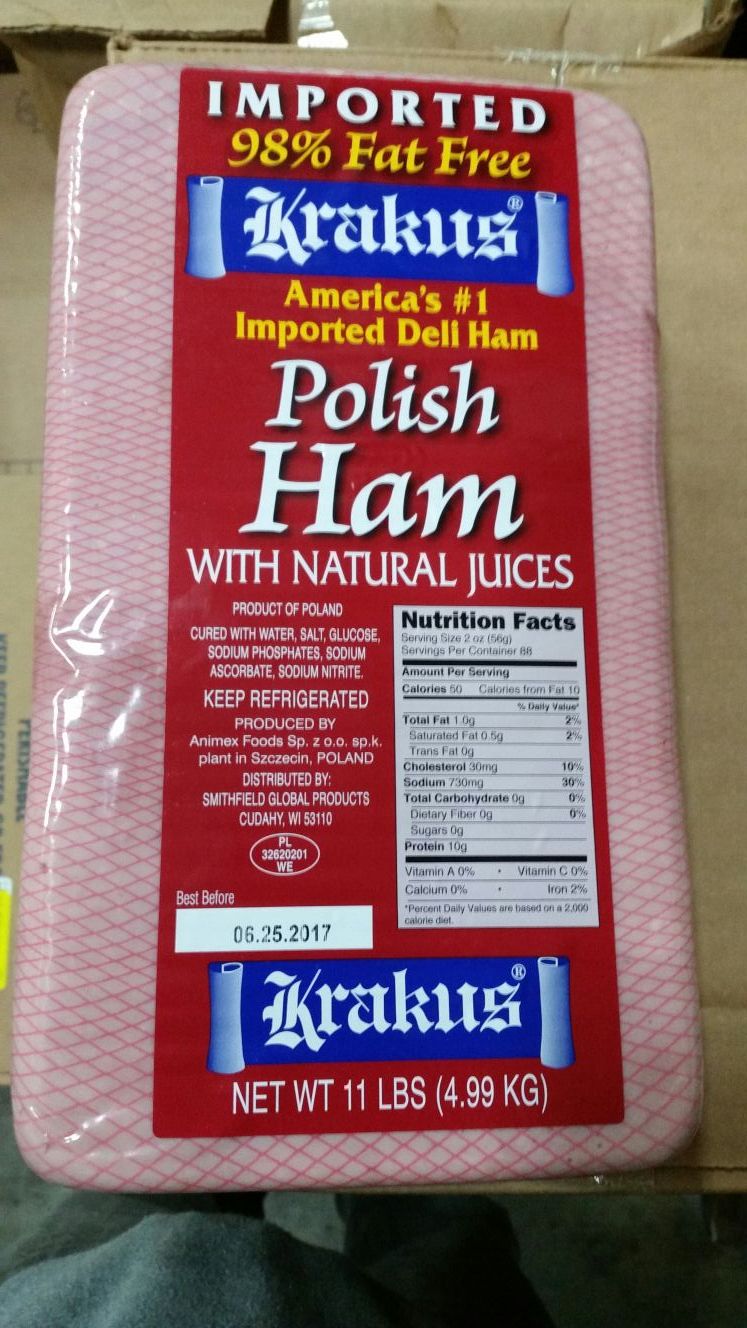 IMPORTED
98% Fat Free
Krakus®
America's #1
Imported Deli Ham
Polish
Ham
WITH NATURAL JUICES
PRODUCT OF POLAND
CURED WITH WATER, SALT, GLUCOSE,
SODIUM PHOSPHATES, SODIUM
ASCORBATE, SODIUM NITRITE.
KEEP REFRIGERATED
PRODUCED BY
Animex Foods Sp. z o.o. sp.k.
plant in Szczecin, POLAND
DISTRIBUTED BY:
SMITHFIELD GLOBAL PRODUCTS
CUDAHY, WI 53110
PL
32620201
WE
Best Before
06.25.2017
Nutrition Facts
Serving Size 2 oz (56g)
Servings Per Container 88
Amount Per Serving
Calories 50 Calories from Fat 10
% Daily Value*
Total Fat 1.0g 2%
Saturated Fat 0.5g 2%
Trans Fat 0g
Cholesterol 30mg 10%
Sodium 730mg 30%
Total Carbohydrate 0g 0%
Dietary Fiber 0g 0%
Sugars 0g
Protein 10g
Vitamin A 0% • Vitamin C 0%
Calcium 0% • Iron 2%
*Percent Daily Values are based on a 2,000
calorie diet.
Krakus®
NET WT 11 LBS (4.99 KG)
PERISHABLE